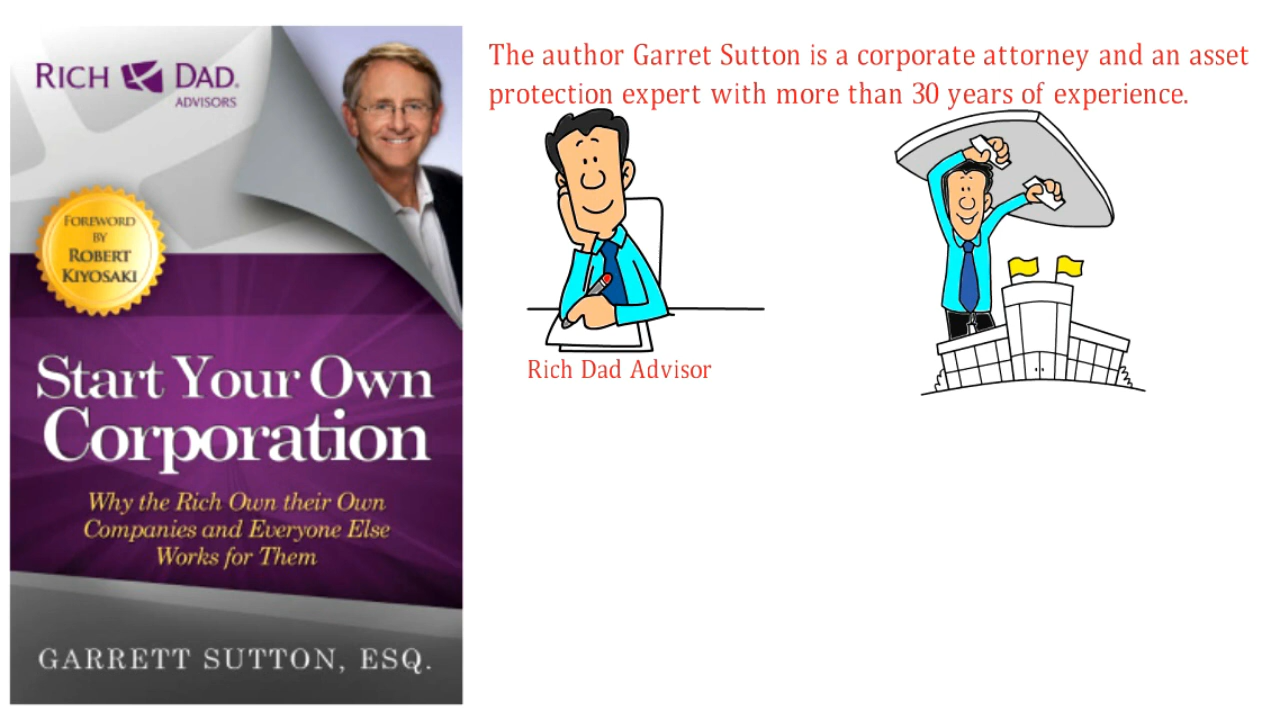 RICH DAD.
ADVISORS
FOREWORD
BY
ROBERT
KIYOSAKI
Start Your Own
Corporation
Why the Rich Own their Own
Companies and Everyone Else
Works for Them
GARRETT SUTTON, ESQ.
The author Garret Sutton is a corporate attorney and an asset
protection expert with more than 30 years of experience.
Rich Dad Advisor